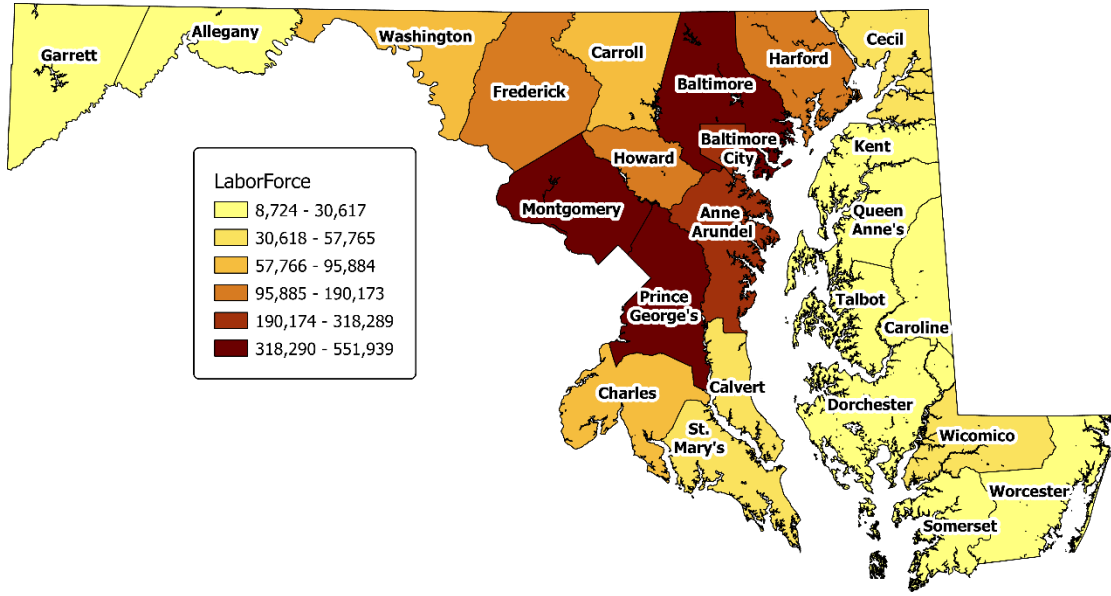 Garrett
Allegany
Washington
Frederick
Carroll
Baltimore
Harford
Cecil
Baltimore
City
Howard
Kent
Montgomery
Anne
Arundel
Queen
Anne's
Prince
George's
Talbot
Caroline
Charles
Calvert
St.
Mary's
Dorchester
Wicomico
Worcester
Somerset
LaborForce
8,724 - 30,617
30,618 - 57,765
57,766 - 95,884
95,885 - 190,173
190,174 - 318,289
318,290 - 551,939